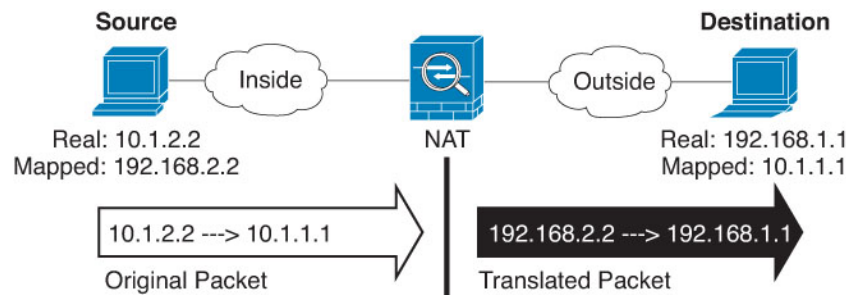 Source
Destination
Inside
Outside
Real: 10.1.2.2
Mapped: 192.168.2.2
NAT
Real: 192.168.1.1
Mapped: 10.1.1.1
10.1.2.2 ---> 10.1.1.1
192.168.2.2 ---> 192.168.1.1
Original Packet
Translated Packet